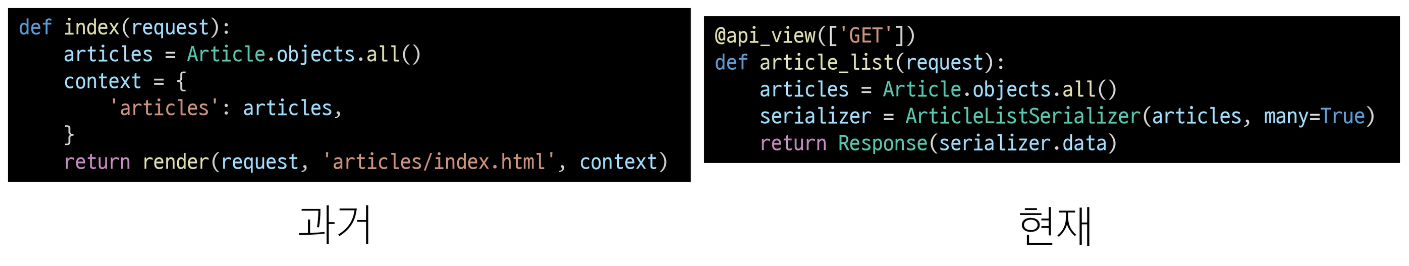 def index(request):
    articles = Article.objects.all()
    context = {
        'articles': articles,
    }
    return render(request, 'articles/index.html', context)
과거
@api_view(['GET'])
def article_list(request):
    articles = Article.objects.all()
    serializer = ArticleListSerializer(articles, many=True)
    return Response(serializer.data)
현재